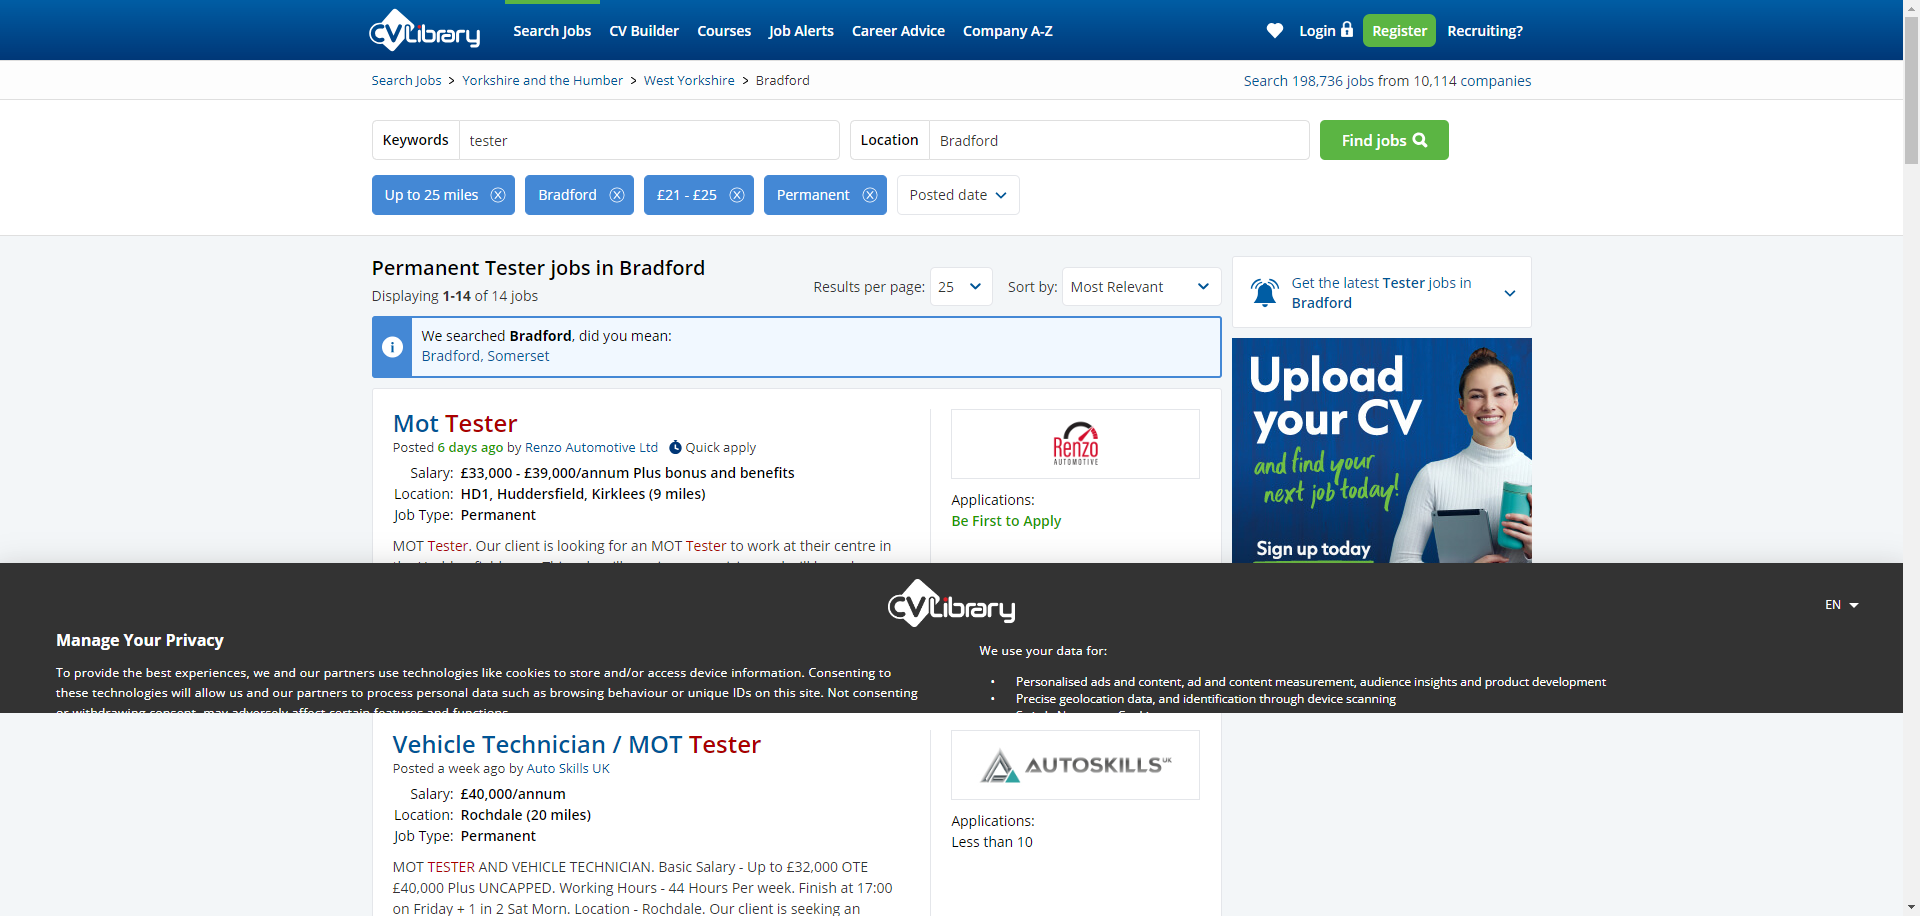 CVLibrary Search Jobs CV Builder Courses Job Alerts Career Advice Company A-Z Login Register Recruiting?
Search Jobs > Yorkshire and the Humber > West Yorkshire > Bradford Search 198,736 jobs from 10,114 companies
Keywords tester Location Bradford Find jobs
Up to 25 miles Bradford £21 - £25 Permanent Posted date
Permanent Tester jobs in Bradford
Displaying 1-14 of 14 jobs
Results per page: 25 Sort by: Most Relevant
Get the latest Tester jobs in
Bradford
We searched Bradford, did you mean:
Bradford, Somerset
Upload
your CV
and find your
next job today!
Sign up today
Mot Tester
Posted 6 days ago by Renzo Automotive Ltd Quick apply
Salary: £33,000 - £39,000/annum Plus bonus and benefits
Location: HD1, Huddersfield, Kirklees (9 miles)
Job Type: Permanent
MOT Tester. Our client is looking for an MOT Tester to work at their centre in
Renzo
AUTOMOTIVE
Applications:
Be First to Apply
CVLibrary
EN
Manage Your Privacy
To provide the best experiences, we and our partners use technologies like cookies to store and/or access device information. Consenting to
these technologies will allow us and our partners to process personal data such as browsing behaviour or unique IDs on this site. Not consenting
or withdrawing consent, may adversely affect certain features and functions.
We use your data for:
• Personalised ads and content, ad and content measurement, audience insights and product development
• Precise geolocation data, and identification through device scanning
Vehicle Technician / MOT Tester
Posted a week ago by Auto Skills UK
Salary: £40,000/annum
Location: Rochdale (20 miles)
Job Type: Permanent
MOT TESTER AND VEHICLE TECHNICIAN. Basic Salary - Up to £32,000 OTE
£40,000 Plus UNCAPPED. Working Hours - 44 Hours Per week. Finish at 17:00
on Friday + 1 in 2 Sat Morn. Location - Rochdale. Our client is seeking an
AUTOSKILLS UK
Applications:
Less than 10